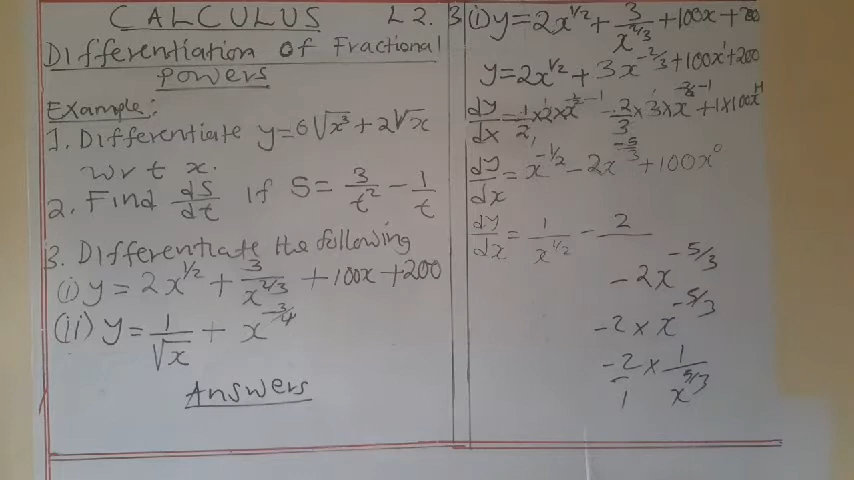 CALCULUS L2.
Differentiation of Fractional
Powers
Example:
1. Differentiate y=6√x³ + 2√x
wrt x.
2. Find dS/dt if S = 3/t² − 1/t
3. Differentiate the following
(i) y = 2x^1/2 + 3/x^2/3 + 100x + 200
(ii) y = 1/√x + x^-3/4
Answers
3(i) y = 2x^1/2 + 3/x^2/3 + 100x + 200
y = 2x^1/2 + 3x^-2/3 + 100x¹ + 200
dy/dx = 1/2 × 2 × x^1/2-1 − 2/3 × 3 × x^-2/3-1 + 1×100x^1-1
dy/dx = x^-1/2 − 2x^-5/3 + 100x⁰
dy/dx = 1/x^1/2 − 2/
−2x^-5/3
−2 × x^-5/3
−2/1 × 1/x^5/3